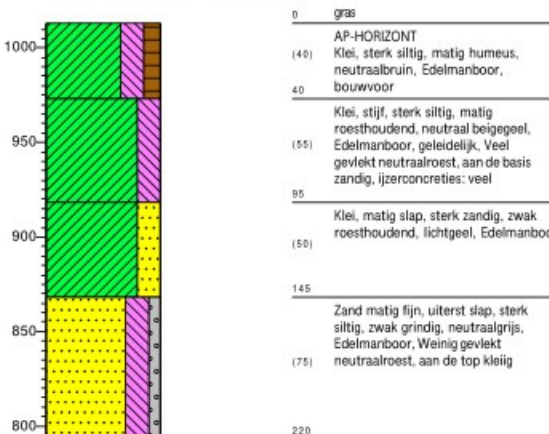 1000
950
900
850
800
0 gras
AP-HORIZONT
(40) Klei, sterk siltig, matig humeus,
neutraalbruin, Edelmanboor,
40 bouwvoor
Klei, stijf, sterk siltig, matig
roesthoudend, neutraal beigegeel,
(55) Edelmanboor, geleidelijk, Veel
gevlekt neutraalroest, aan de basis
zandig, ijzerconcreties: veel
95
Klei, matig slap, sterk zandig, zwak
(50) roesthoudend, lichtgeel, Edelmanboo
145
Zand matig fijn, uiterst slap, sterk
siltig, zwak grindig, neutraalgrijs,
Edelmanboor, Weinig gevlekt
(75) neutraalroest, aan de top kleiig
220